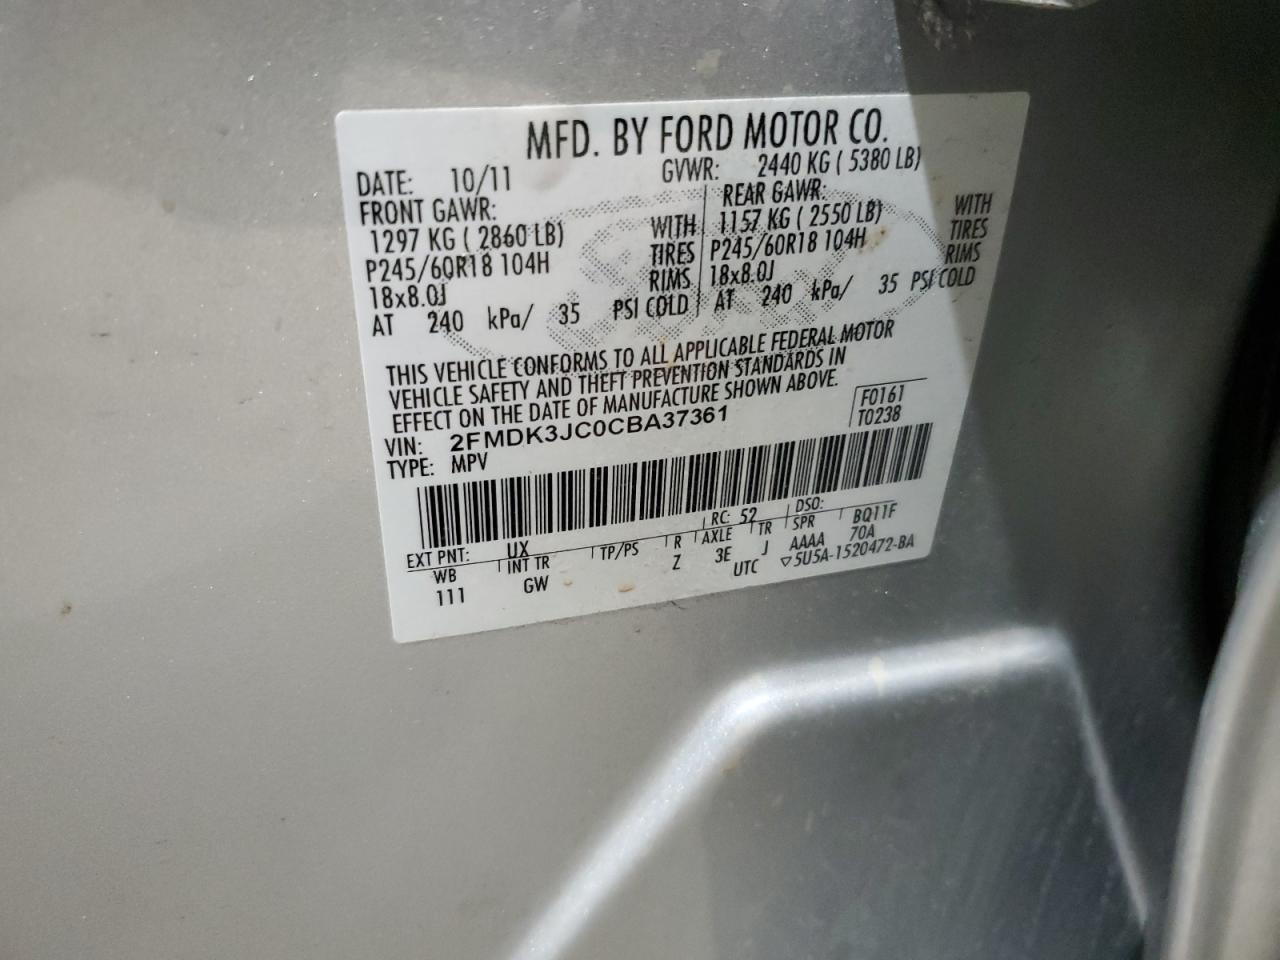 MFD. BY FORD MOTOR CO.
DATE: 10/11 GVWR: 2440 KG ( 5380 LB)
FRONT GAWR: REAR GAWR:
1297 KG ( 2860 LB) WITH 1157 KG ( 2550 LB) WITH
P245/60R18 104H TIRES P245/60R18 104H TIRES
18x8.0J RIMS 18x8.0J RIMS
AT 240 kPa/ 35 PSI COLD AT 240 kPa/ 35 PSI COLD
THIS VEHICLE CONFORMS TO ALL APPLICABLE FEDERAL MOTOR
VEHICLE SAFETY AND THEFT PREVENTION STANDARDS IN
EFFECT ON THE DATE OF MANUFACTURE SHOWN ABOVE.
F0161
VIN: 2FMDK3JC0CBA37361 T0238
TYPE: MPV
RC: 52 DSO:
EXT PNT: UX BQ11F
WB INT TR TP/PS R AXLE TR SPR 70A
111 GW Z 3E J AAAA
UTC ▽5U5A-1520472-BA